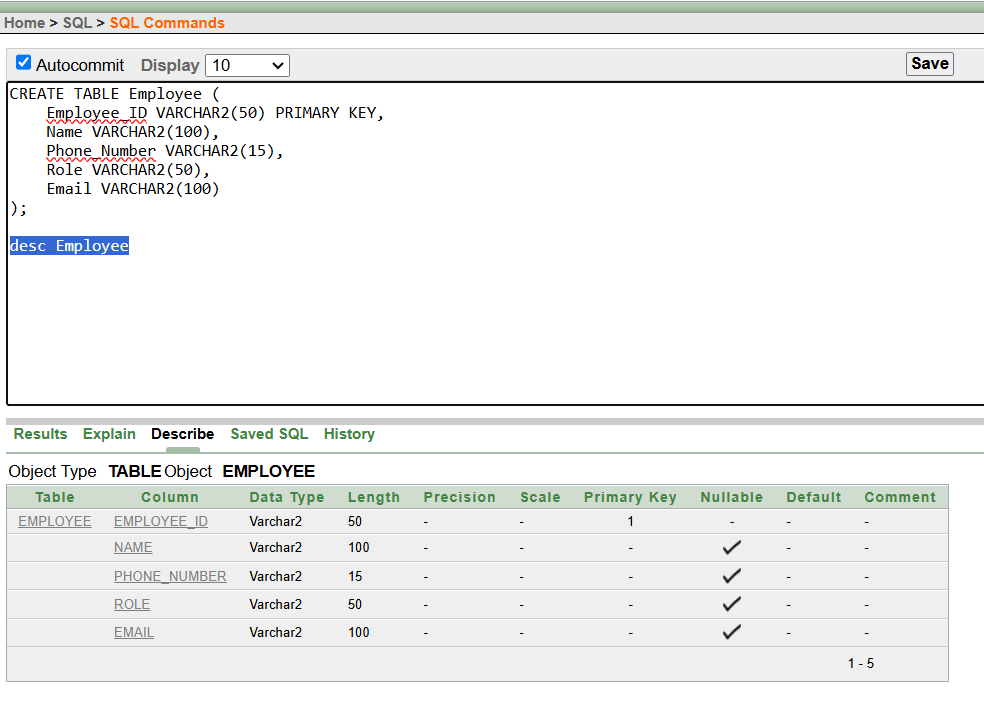 Home > SQL > SQL Commands
Autocommit Display 10 Save
CREATE TABLE Employee (
    Employee_ID VARCHAR2(50) PRIMARY KEY,
    Name VARCHAR2(100),
    Phone_Number VARCHAR2(15),
    Role VARCHAR2(50),
    Email VARCHAR2(100)
);
desc Employee
Results Explain Describe Saved SQL History
Object Type TABLE Object EMPLOYEE
Table Column Data Type Length Precision Scale Primary Key Nullable Default Comment
EMPLOYEE EMPLOYEE_ID Varchar2 50 - - 1 - - -
NAME Varchar2 100 - - - ✓ - -
PHONE_NUMBER Varchar2 15 - - - ✓ - -
ROLE Varchar2 50 - - - ✓ - -
EMAIL Varchar2 100 - - - ✓ - -
1 - 5